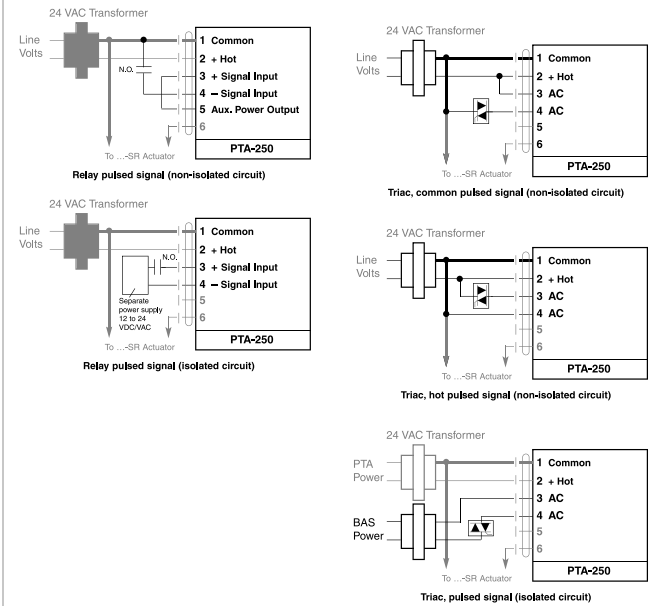 24 VAC Transformer
Line
Volts
1 Common
2 + Hot
N.O.
3 + Signal Input
4 – Signal Input
5 Aux. Power Output
6
PTA-250
To ...-SR Actuator
Relay pulsed signal (non-isolated circuit)
24 VAC Transformer
Line
Volts
1 Common
2 + Hot
N.O.
3 + Signal Input
4 – Signal Input
5
6
Separate
power supply
12 to 24
VDC/VAC
PTA-250
To ...-SR Actuator
Relay pulsed signal (isolated circuit)
24 VAC Transformer
Line
Volts
1 Common
2 + Hot
3 AC
4 AC
5
6
PTA-250
To ...-SR Actuator
Triac, common pulsed signal (non-isolated circuit)
24 VAC Transformer
Line
Volts
1 Common
2 + Hot
3 AC
4 AC
5
6
PTA-250
To ...-SR Actuator
Triac, hot pulsed signal (non-isolated circuit)
24 VAC Transformer
PTA
Power
1 Common
2 + Hot
3 AC
4 AC
5
6
BAS
Power
PTA-250
To ...-SR Actuator
Triac, pulsed signal (isolated circuit)